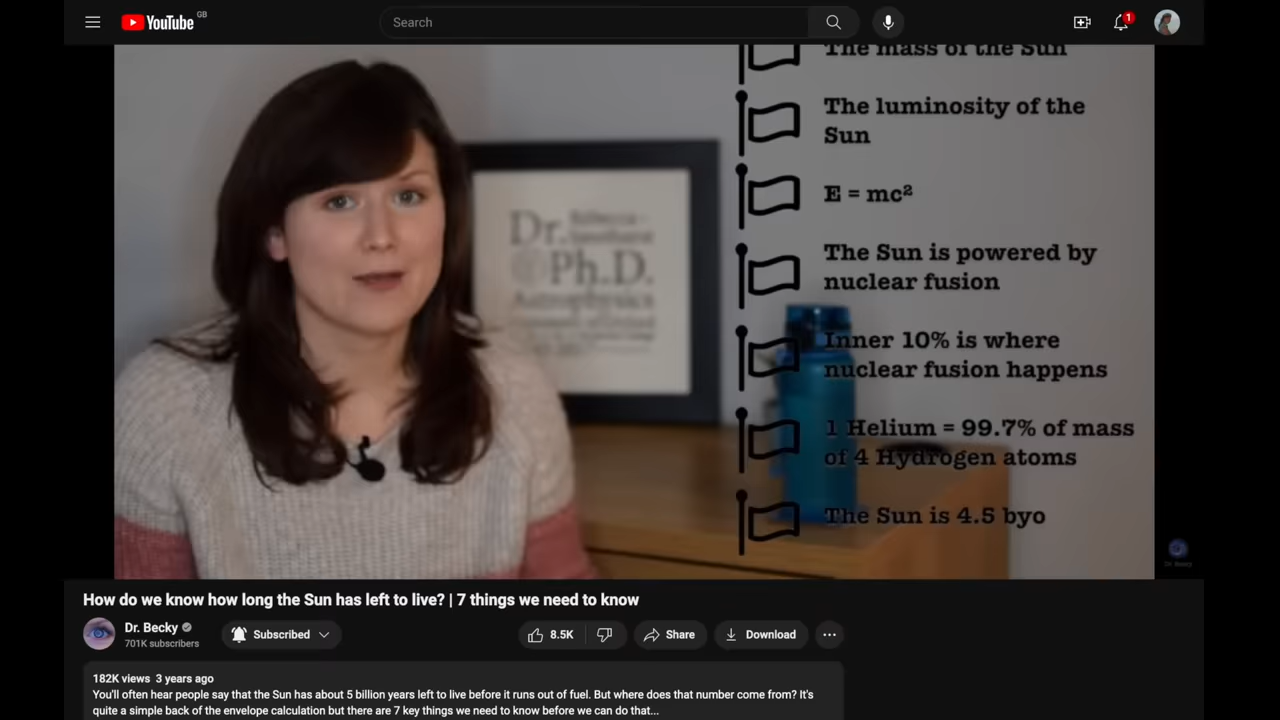 YouTube GB
Search
1
The mass of the Sun
The luminosity of the
Sun
E = mc²
The Sun is powered by
nuclear fusion
Inner 10% is where
nuclear fusion happens
1 Helium = 99.7% of mass
of 4 Hydrogen atoms
The Sun is 4.5 byo
Dr.
Ph.D.
Astrophysics
Dr. Becky
How do we know how long the Sun has left to live? | 7 things we need to know
Dr. Becky
701K subscribers
Subscribed
8.5K
Share
Download
182K views 3 years ago
You'll often hear people say that the Sun has about 5 billion years left to live before it runs out of fuel. But where does that number come from? It's
quite a simple back of the envelope calculation but there are 7 key things we need to know before we can do that...